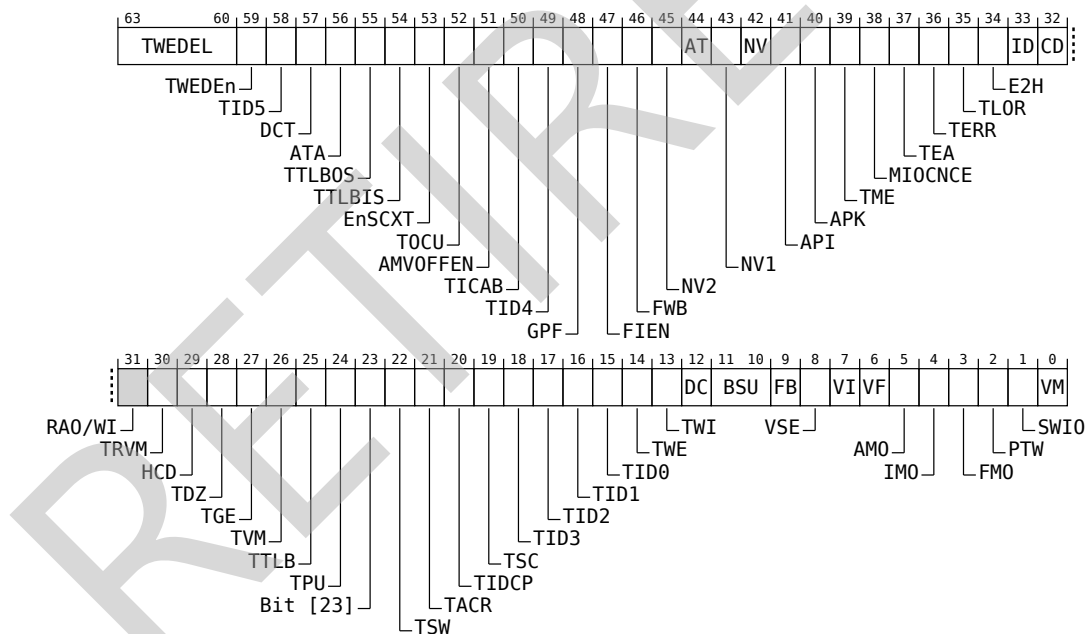 63 60 59 58 57 56 55 54 53 52 51 50 49 48 47 46 45 44 43 42 41 40 39 38 37 36 35 34 33 32
TWEDEL AT NV ID CD
TWEDEn E2H
TID5 TLOR
DCT TERR
ATA TEA
TTLBOS MIOCNCE
TTLBIS TME
EnSCXT APK
TOCU API
AMVOFFEN NV1
TICAB NV2
TID4 FWB
GPF FIEN
31 30 29 28 27 26 25 24 23 22 21 20 19 18 17 16 15 14 13 12 11 10 9 8 7 6 5 4 3 2 1 0
DC BSU FB VI VF VM
RAO/WI TWI VSE SWIO
TRVM TWE AMO PTW
HCD TID0 IMO FMO
TDZ TID1
TGE TID2
TVM TID3
TTLB TSC
TPU TIDCP
Bit [23] TACR
TSW
RETIRE